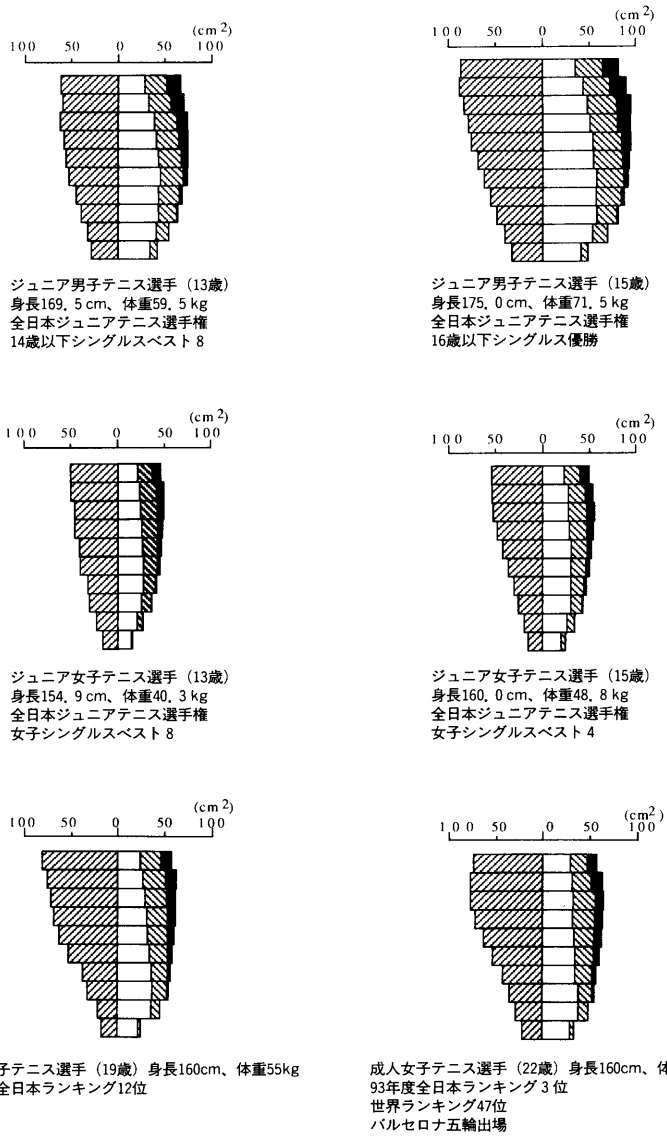 (cm²)
100 50 0 50 100
ジュニア男子テニス選手（13歳）
身長169．5cm、体重59．5kg
全日本ジュニアテニス選手権
14歳以下シングルスベスト8
(cm²)
100 50 0 50 100
ジュニア男子テニス選手（15歳）
身長175．0cm、体重71．5kg
全日本ジュニアテニス選手権
16歳以下シングルス優勝
(cm²)
100 50 0 50 100
ジュニア女子テニス選手（13歳）
身長154．9cm、体重40．3kg
全日本ジュニアテニス選手権
女子シングルスベスト8
(cm²)
100 50 0 50 100
ジュニア女子テニス選手（15歳）
身長160．0cm、体重48．8kg
全日本ジュニアテニス選手権
女子シングルスベスト4
(cm²)
100 50 0 50 100
子テニス選手（19歳）身長160cm、体重55kg
全日本ランキング12位
(cm²)
100 50 0 50 100
成人女子テニス選手（22歳）身長160cm、体
93年度全日本ランキング3位
世界ランキング47位
バルセロナ五輪出場